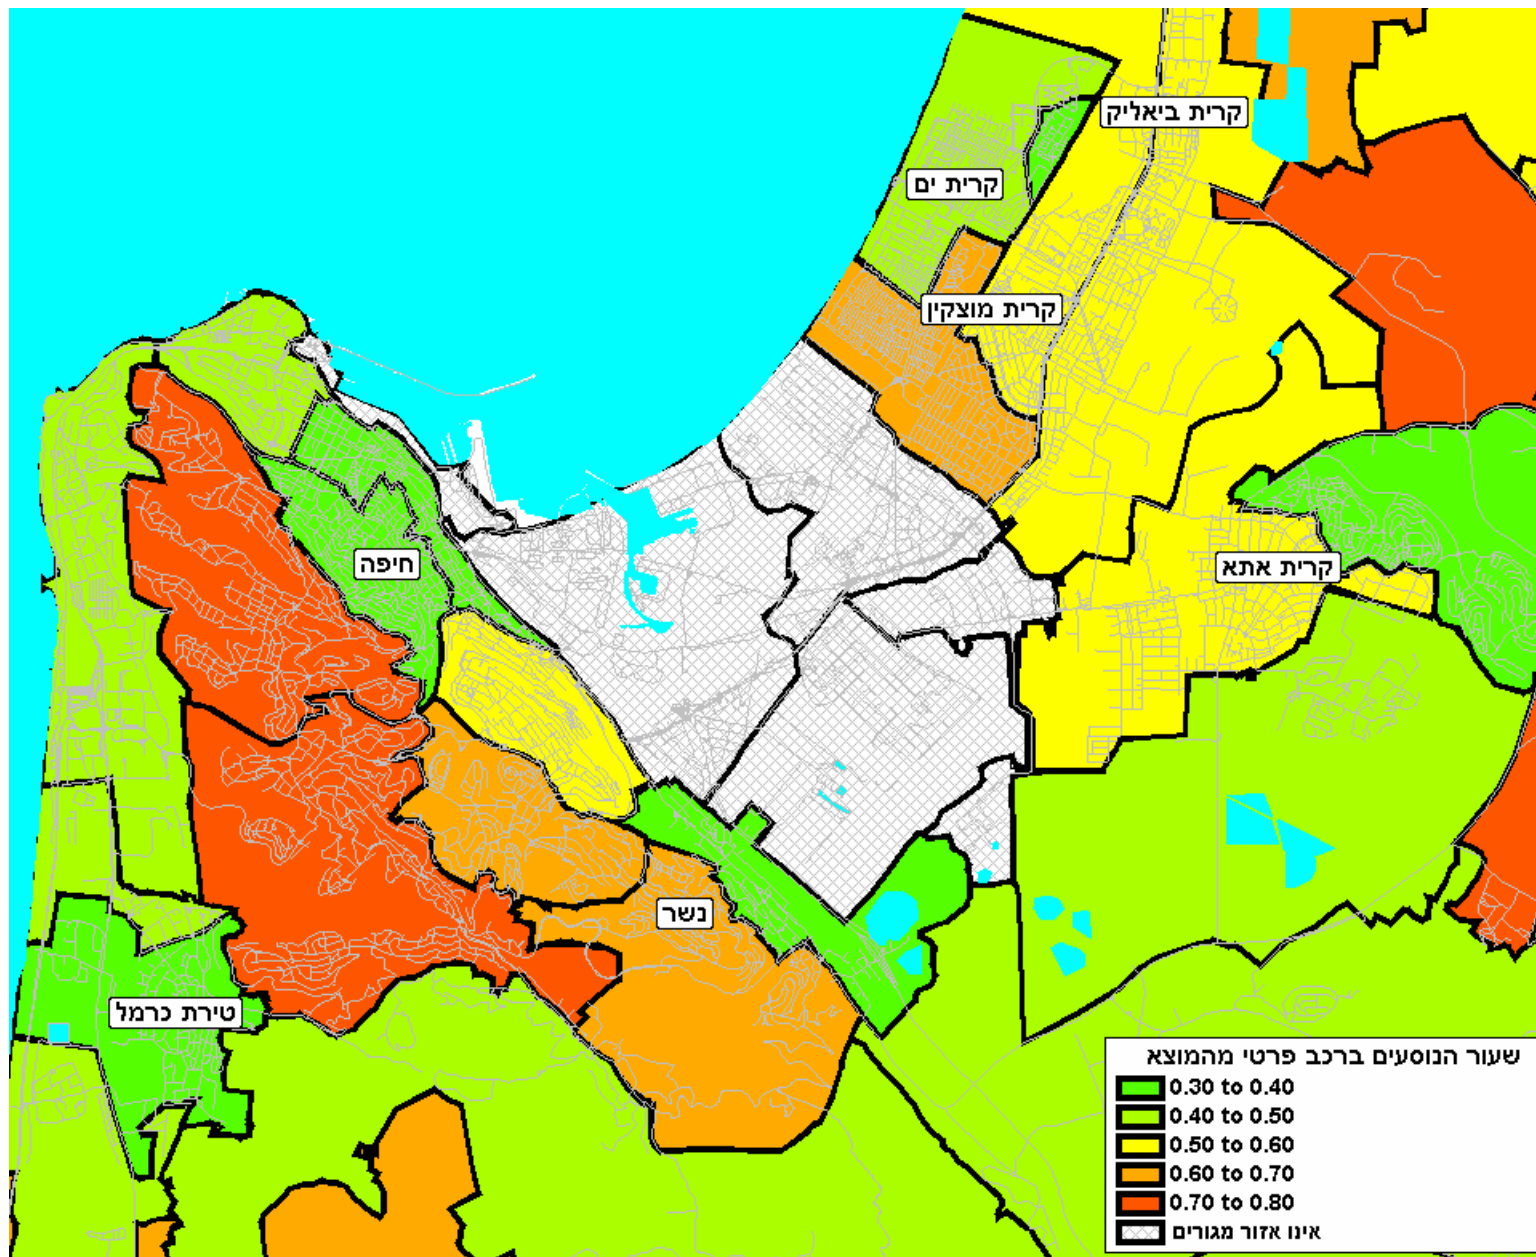 קרית ביאליק
קרית ים
קרית מוצקין
חיפה
קרית אתא
נשר
טירת כרמל
שעור הנוסעים ברכב פרטי מהמוצא
0.30 to 0.40
0.40 to 0.50
0.50 to 0.60
0.60 to 0.70
0.70 to 0.80
אינו אזור מגורים